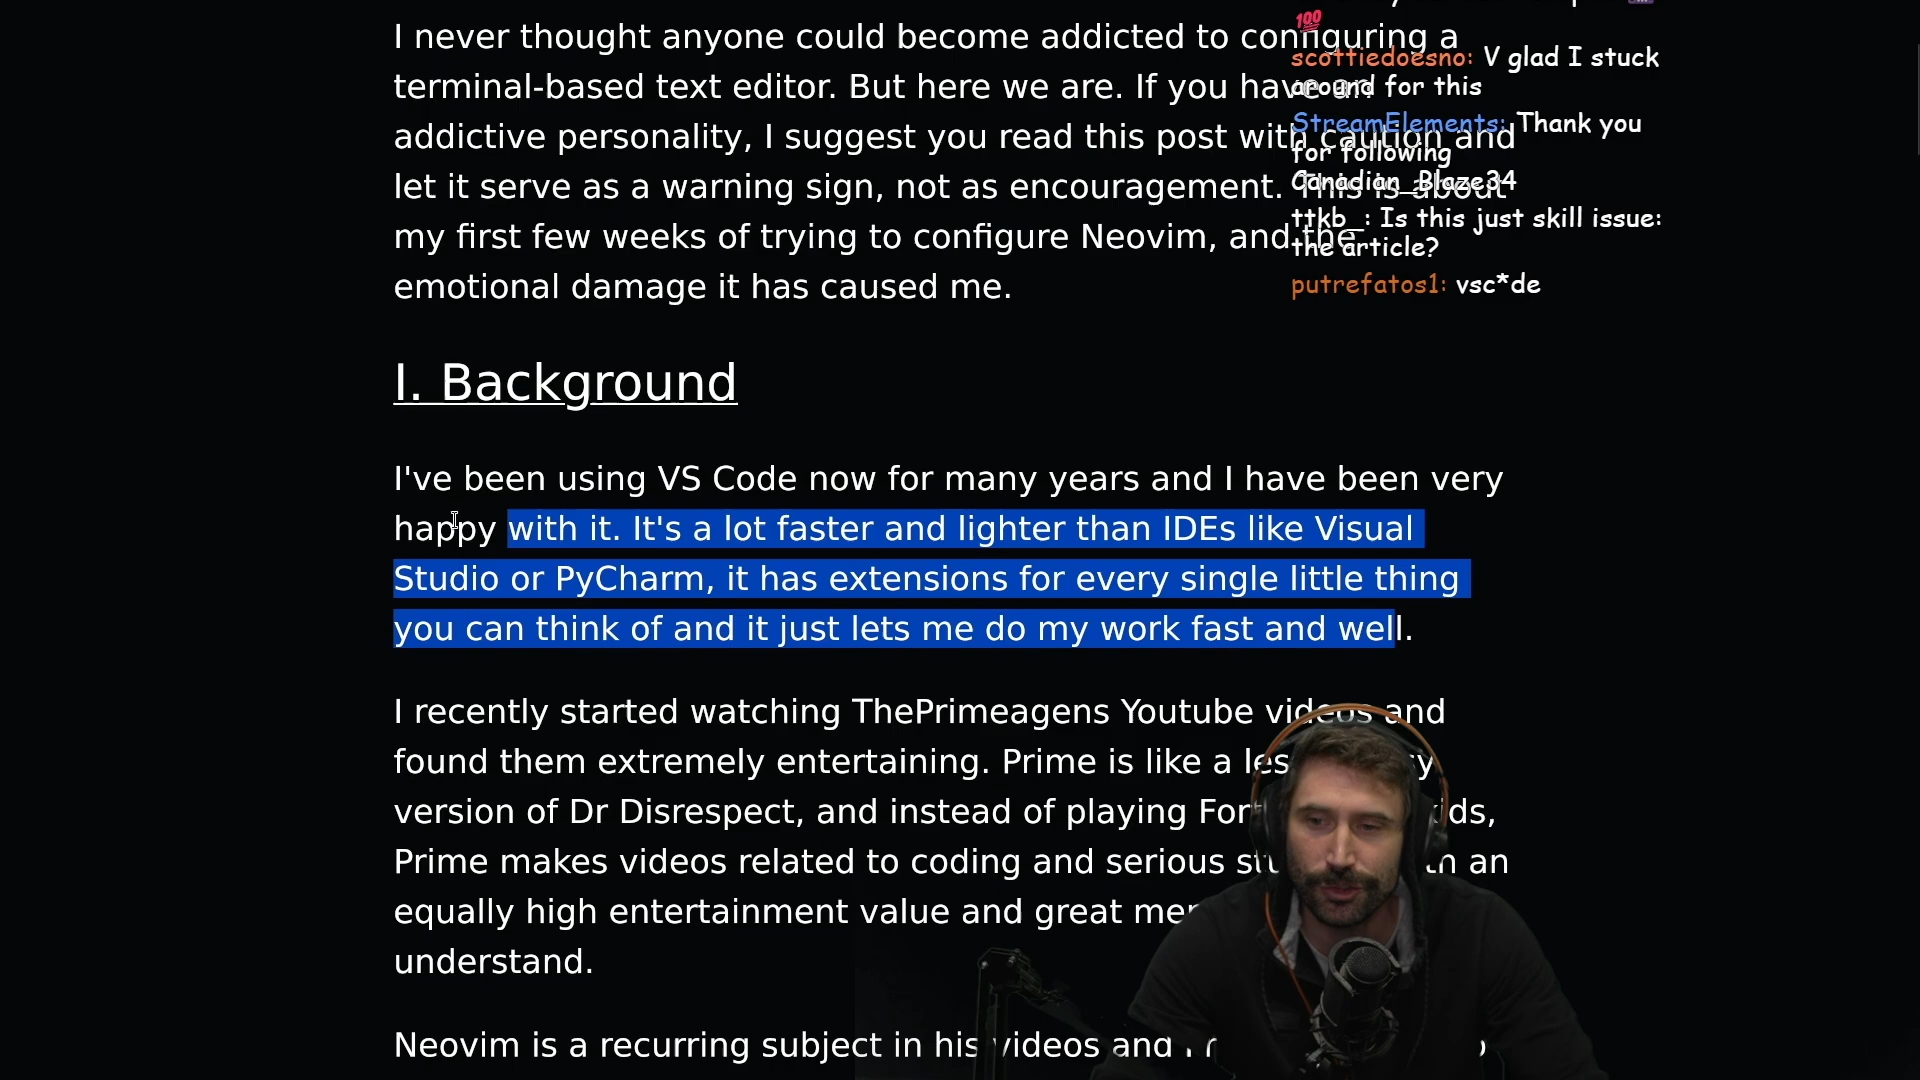 I never thought anyone could become addicted to configuring a
terminal-based text editor. But here we are. If you have an
addictive personality, I suggest you read this post with caution and
let it serve as a warning sign, not as encouragement. This is about
my first few weeks of trying to configure Neovim, and the
emotional damage it has caused me.
💯
scottiedoesno: V glad I stuck
around for this
StreamElements: Thank you
for following
Canadian_Blaze34
ttkb_: Is this just skill issue:
the article?
putrefatos1: vsc*de
I. Background
I've been using VS Code now for many years and I have been very
happy with it. It's a lot faster and lighter than IDEs like Visual
Studio or PyCharm, it has extensions for every single little thing
you can think of and it just lets me do my work fast and well.
I recently started watching ThePrimeagens Youtube videos and
found them extremely entertaining. Prime is like a
version of Dr Disrespect, and instead of playing
Prime makes videos related to coding and serious
equally high entertainment value and great
understand.
Neovim is a recurring subject in his videos and